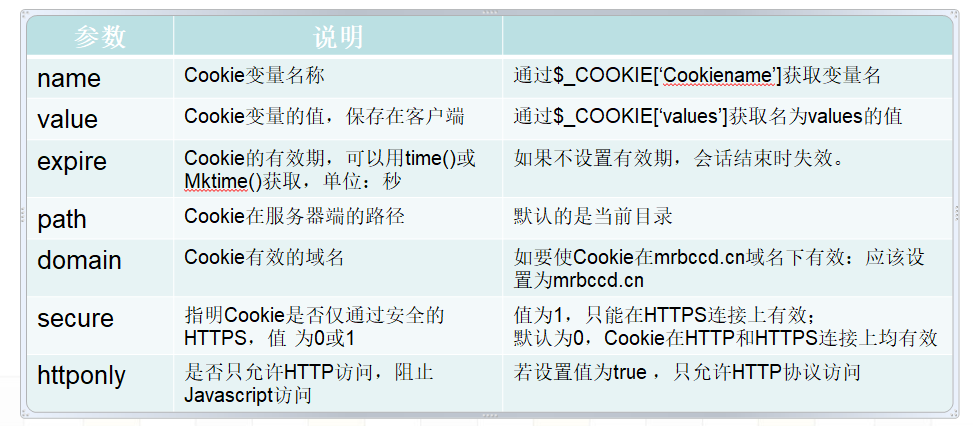 参数 说明
name Cookie变量名称 通过$_COOKIE[‘Cookiename’]获取变量名
value Cookie变量的值，保存在客户端 通过$_COOKIE[‘values’]获取名为values的值
expire Cookie的有效期，可以用time()或 如果不设置有效期，会话结束时失效。
Mktime()获取，单位：秒
path Cookie在服务器端的路径 默认的是当前目录
domain Cookie有效的域名 如要使Cookie在mrbccd.cn域名下有效：应该设
置为mrbccd.cn
secure 指明Cookie是否仅通过安全的 值为1，只能在HTTPS连接上有效；
HTTPS，值 为0或1 默认为0，Cookie在HTTP和HTTPS连接上均有效
httponly 是否只允许HTTP访问，阻止 若设置值为true ，只允许HTTP协议访问
Javascript访问